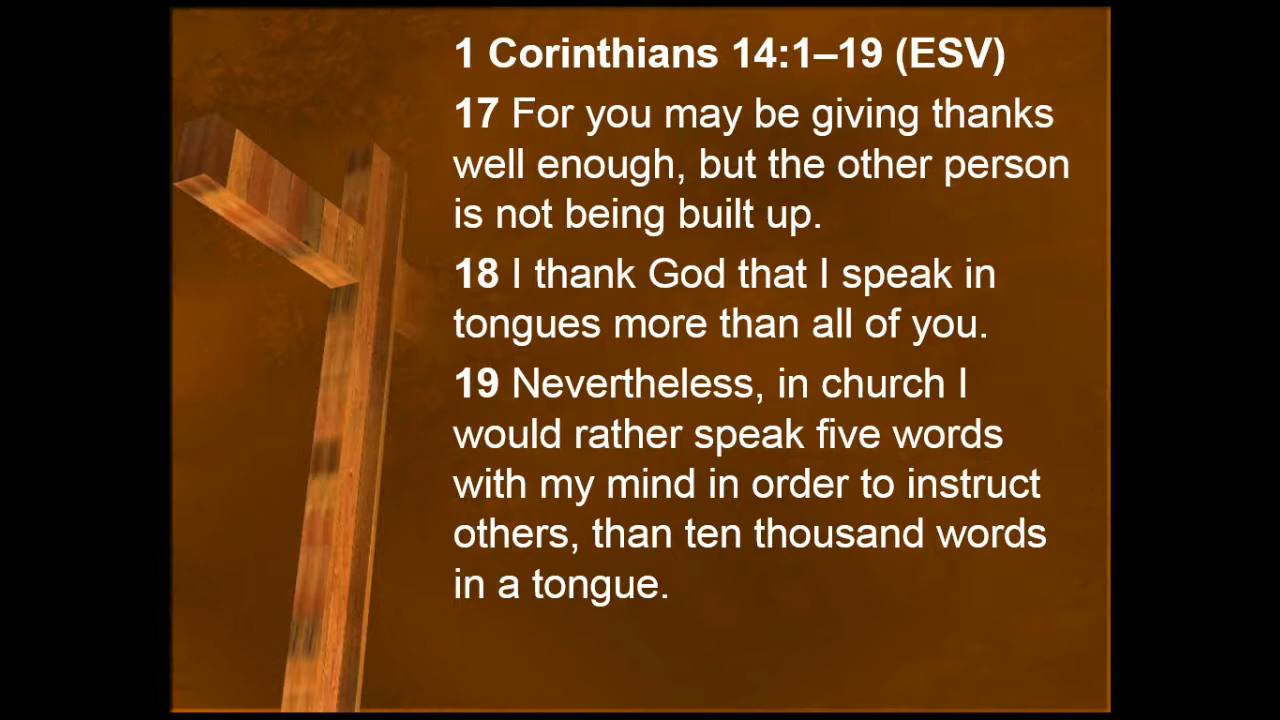 1 Corinthians 14:1–19 (ESV)
17 For you may be giving thanks
well enough, but the other person
is not being built up.
18 I thank God that I speak in
tongues more than all of you.
19 Nevertheless, in church I
would rather speak five words
with my mind in order to instruct
others, than ten thousand words
in a tongue.